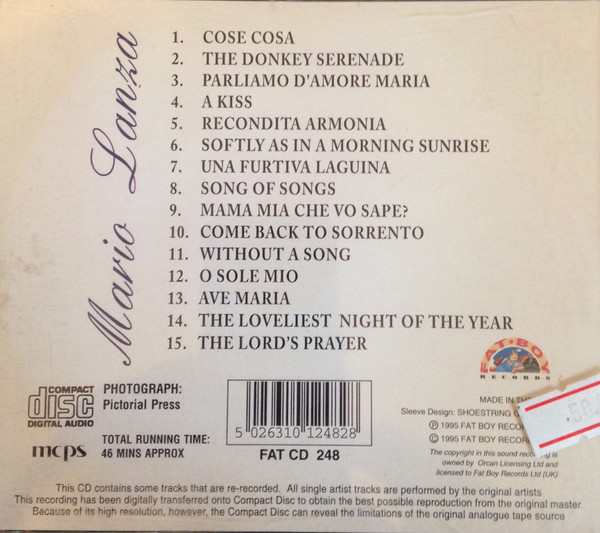 Mario Lanza
1. COSE COSA
2. THE DONKEY SERENADE
3. PARLIAMO D'AMORE MARIA
4. A KISS
5. RECONDITA ARMONIA
6. SOFTLY AS IN A MORNING SUNRISE
7. UNA FURTIVA LAGUINA
8. SONG OF SONGS
9. MAMA MIA CHE VO SAPE?
10. COME BACK TO SORRENTO
11. WITHOUT A SONG
12. O SOLE MIO
13. AVE MARIA
14. THE LOVELIEST NIGHT OF THE YEAR
15. THE LORD'S PRAYER
FAT-BOY
RECORDS
COMPACT
disc
DIGITAL AUDIO
mcps
PHOTOGRAPH:
Pictorial Press
TOTAL RUNNING TIME:
46 MINS APPROX
5 026310 124828
FAT CD 248
MADE IN
Sleeve Design: SHOESTRING
℗ 1995 FAT BOY
© 1995 FAT BOY
The copyright in this sound recording is
owned by Orcan Licensing Ltd and
licensed to Fat Boy Records Ltd (UK)
50
This CD contains some tracks that are re-recorded. All single artist tracks are performed by the original artists
This recording has been digitally transferred onto Compact Disc to obtain the best possible reproduction from the original master.
Because of its high resolution, however, the Compact Disc can reveal the limitations of the original analogue tape source